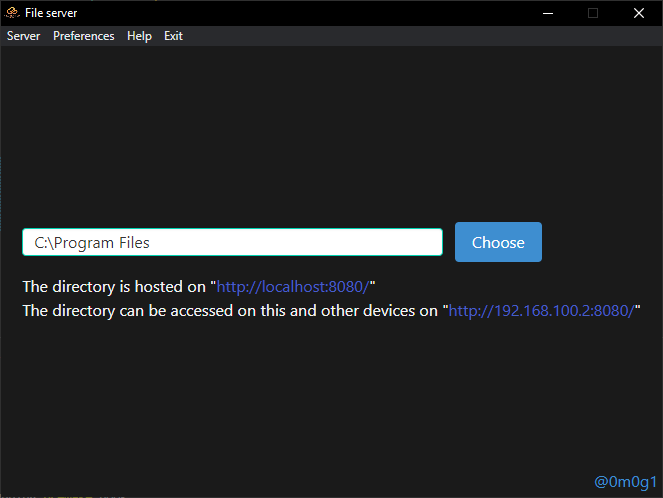 File server
Server Preferences Help Exit
C:\Program Files
Choose
The directory is hosted on "http://localhost:8080/"
The directory can be accessed on this and other devices on "http://192.168.100.2:8080/"
@0m0g1